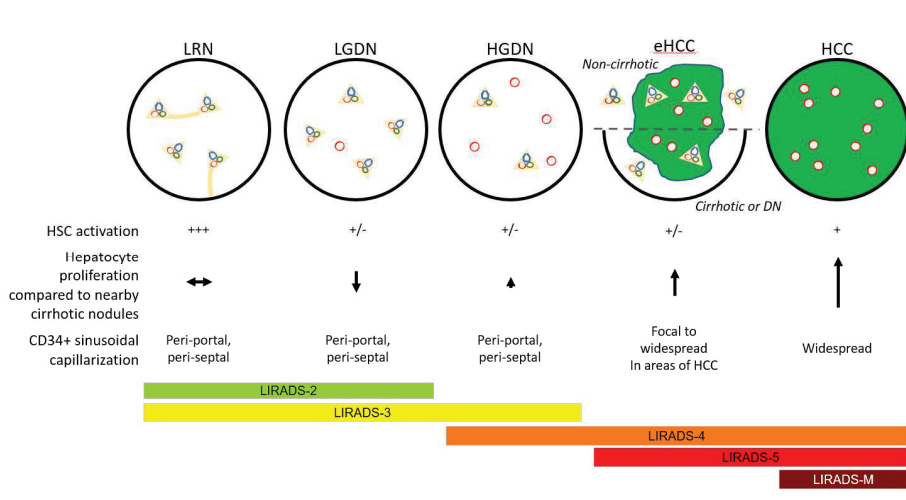 LRN
LGDN
HGDN
eHCC
HCC
Non-cirrhotic
Cirrhotic or DN
HSC activation
+++
+/-
+/-
+/-
+
Hepatocyte
proliferation
compared to nearby
cirrhotic nodules
CD34+ sinusoidal
capillarization
Peri-portal,
peri-septal
Peri-portal,
peri-septal
Peri-portal,
peri-septal
Focal to
widespread
In areas of HCC
Widespread
LIRADS-2
LIRADS-3
LIRADS-4
LIRADS-5
LIRADS-M